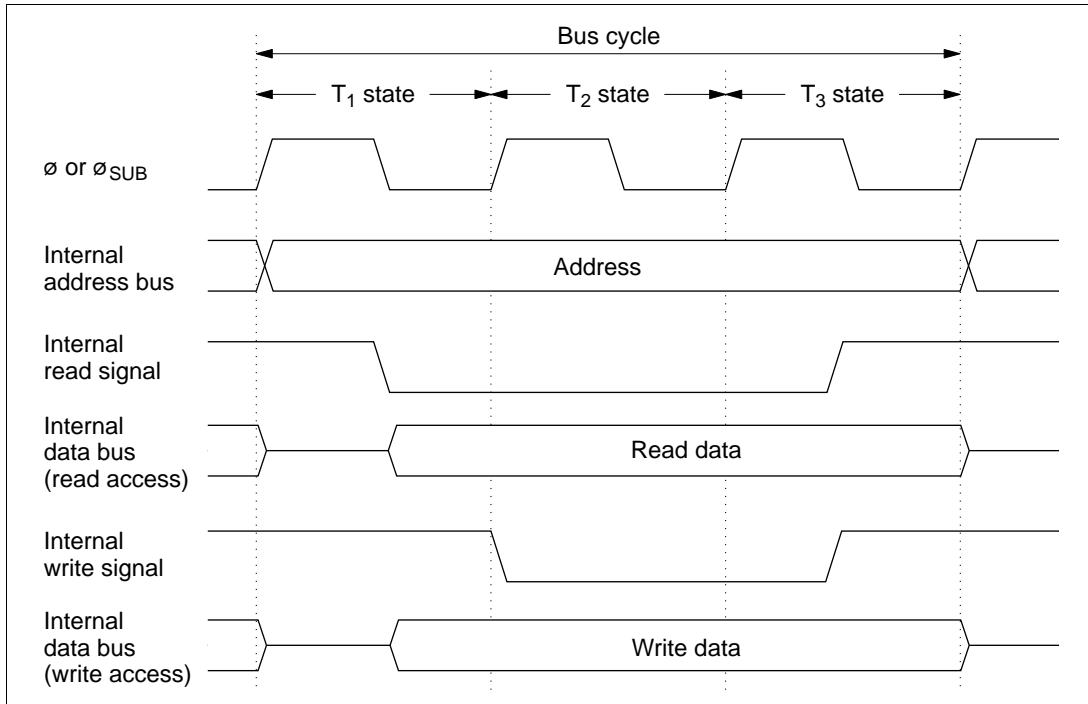 Bus cycle
T1 state
T2 state
T3 state
ø or øSUB
Internal
address bus
Address
Internal
read signal
Internal
data bus
(read access)
Read data
Internal
write signal
Internal
data bus
(write access)
Write data